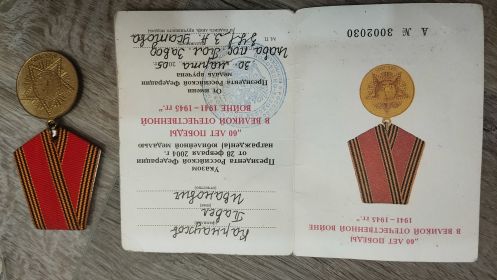 А № 3002030
„60 ЛЕТ ПОБЕДЫ
В ВЕЛИКОЙ ОТЕЧЕСТВЕННОЙ ВОЙНЕ
1941—1945 гг."
Карнаухов
Павел
Иванович
Указом
Президента Российской Федерации
от 28 февраля 2004 г.
награжден(а) юбилейной медалью
„60 ЛЕТ ПОБЕДЫ
В ВЕЛИКОЙ ОТЕЧЕСТВЕННОЙ
ВОЙНЕ 1941—1945 гг."
От имени
Президента Российской Федерации
медаль вручена
30 марта 2005